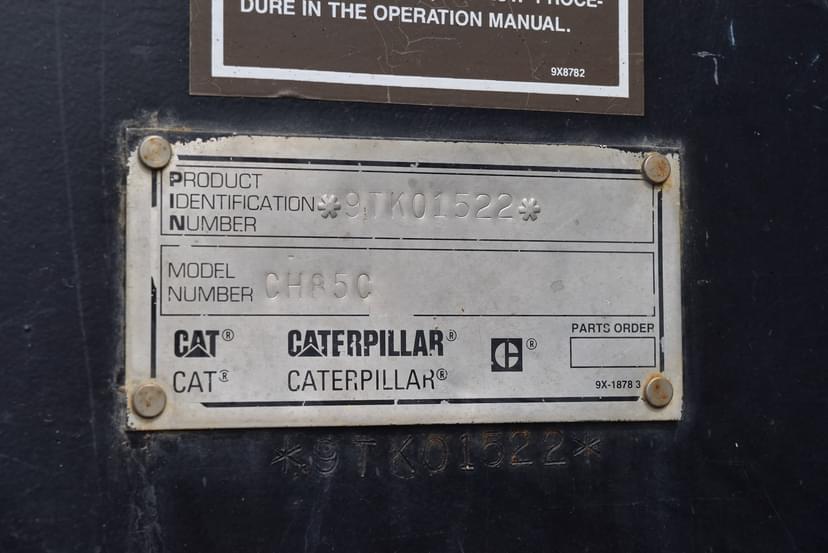 DURE IN THE OPERATION MANUAL.
9X8782
PRODUCT
IDENTIFICATION
NUMBER
*9TK01522*
MODEL
NUMBER
CH85C
CAT® CATERPILLAR® C® PARTS ORDER
CAT® CATERPILLAR®
9X-1878 3
*9TK01522*